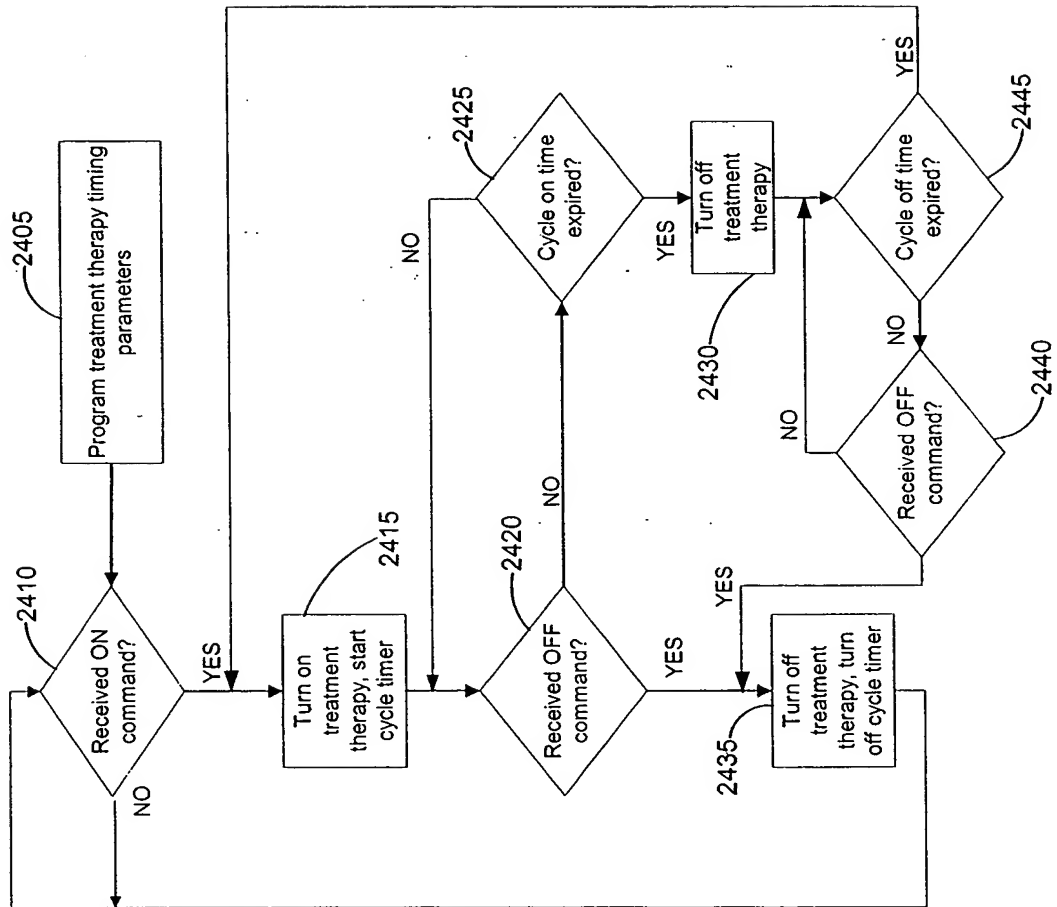 2405
Program treatment therapy timing
parameters
2410
Received ON
command?
NO
YES
2415
Turn on
treatment
therapy, start
cycle timer
2420
Received OFF
command?
NO
YES
2425
Cycle on time
expired?
NO
YES
Turn off
treatment
therapy
2430
2445
Cycle off time
expired?
YES
NO
2440
Received OFF
command?
NO
YES
2435
Turn off
treatment
therapy, turn
off cycle timer